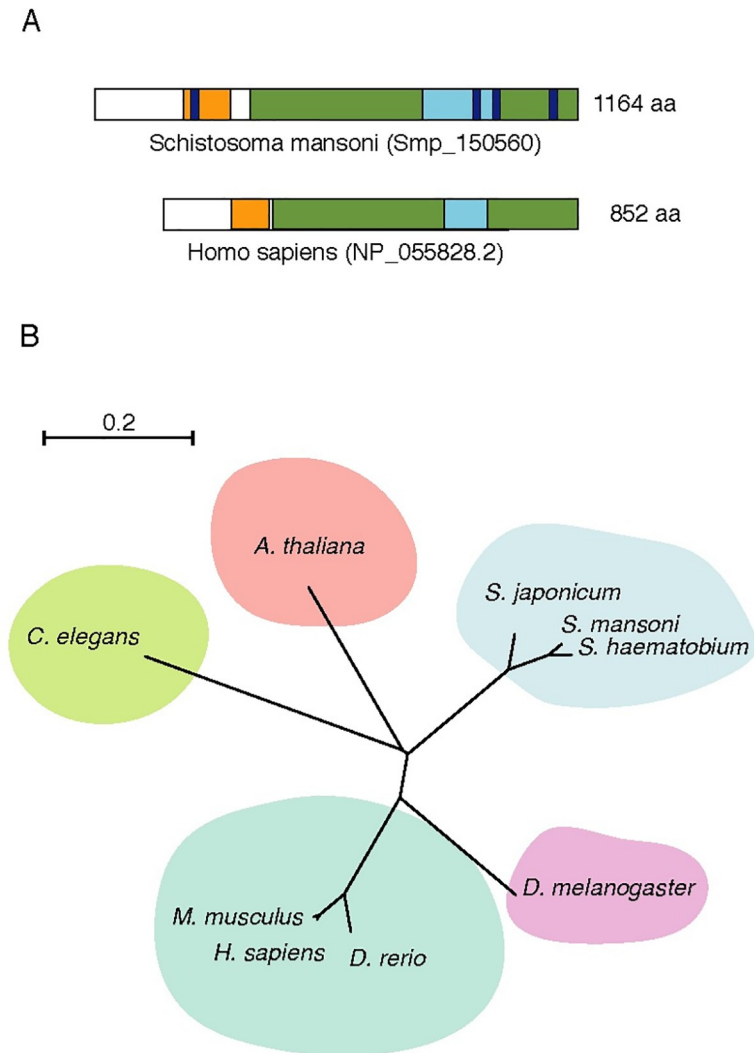 A
1164 aa
Schistosoma mansoni (Smp_150560)
852 aa
Homo sapiens (NP_055828.2)
B
0.2
A. thaliana
S. japonicum
S. mansoni
C. elegans
S. haematobium
D. melanogaster
M. musculus
H. sapiens
D. rerio